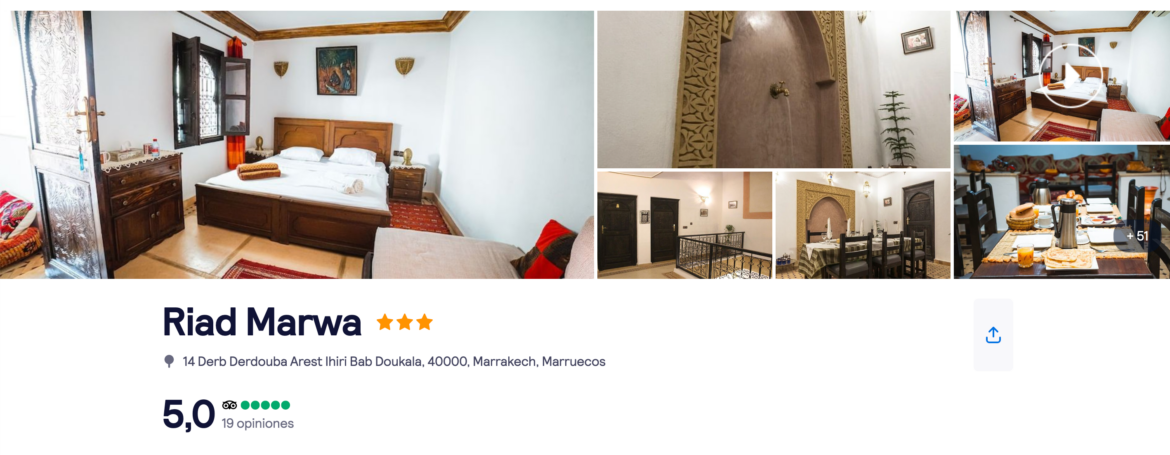 + 51
Riad Marwa
14 Derb Derdouba Arest Ihiri Bab Doukala, 40000, Marrakech, Marruecos
5,0
19 opiniones